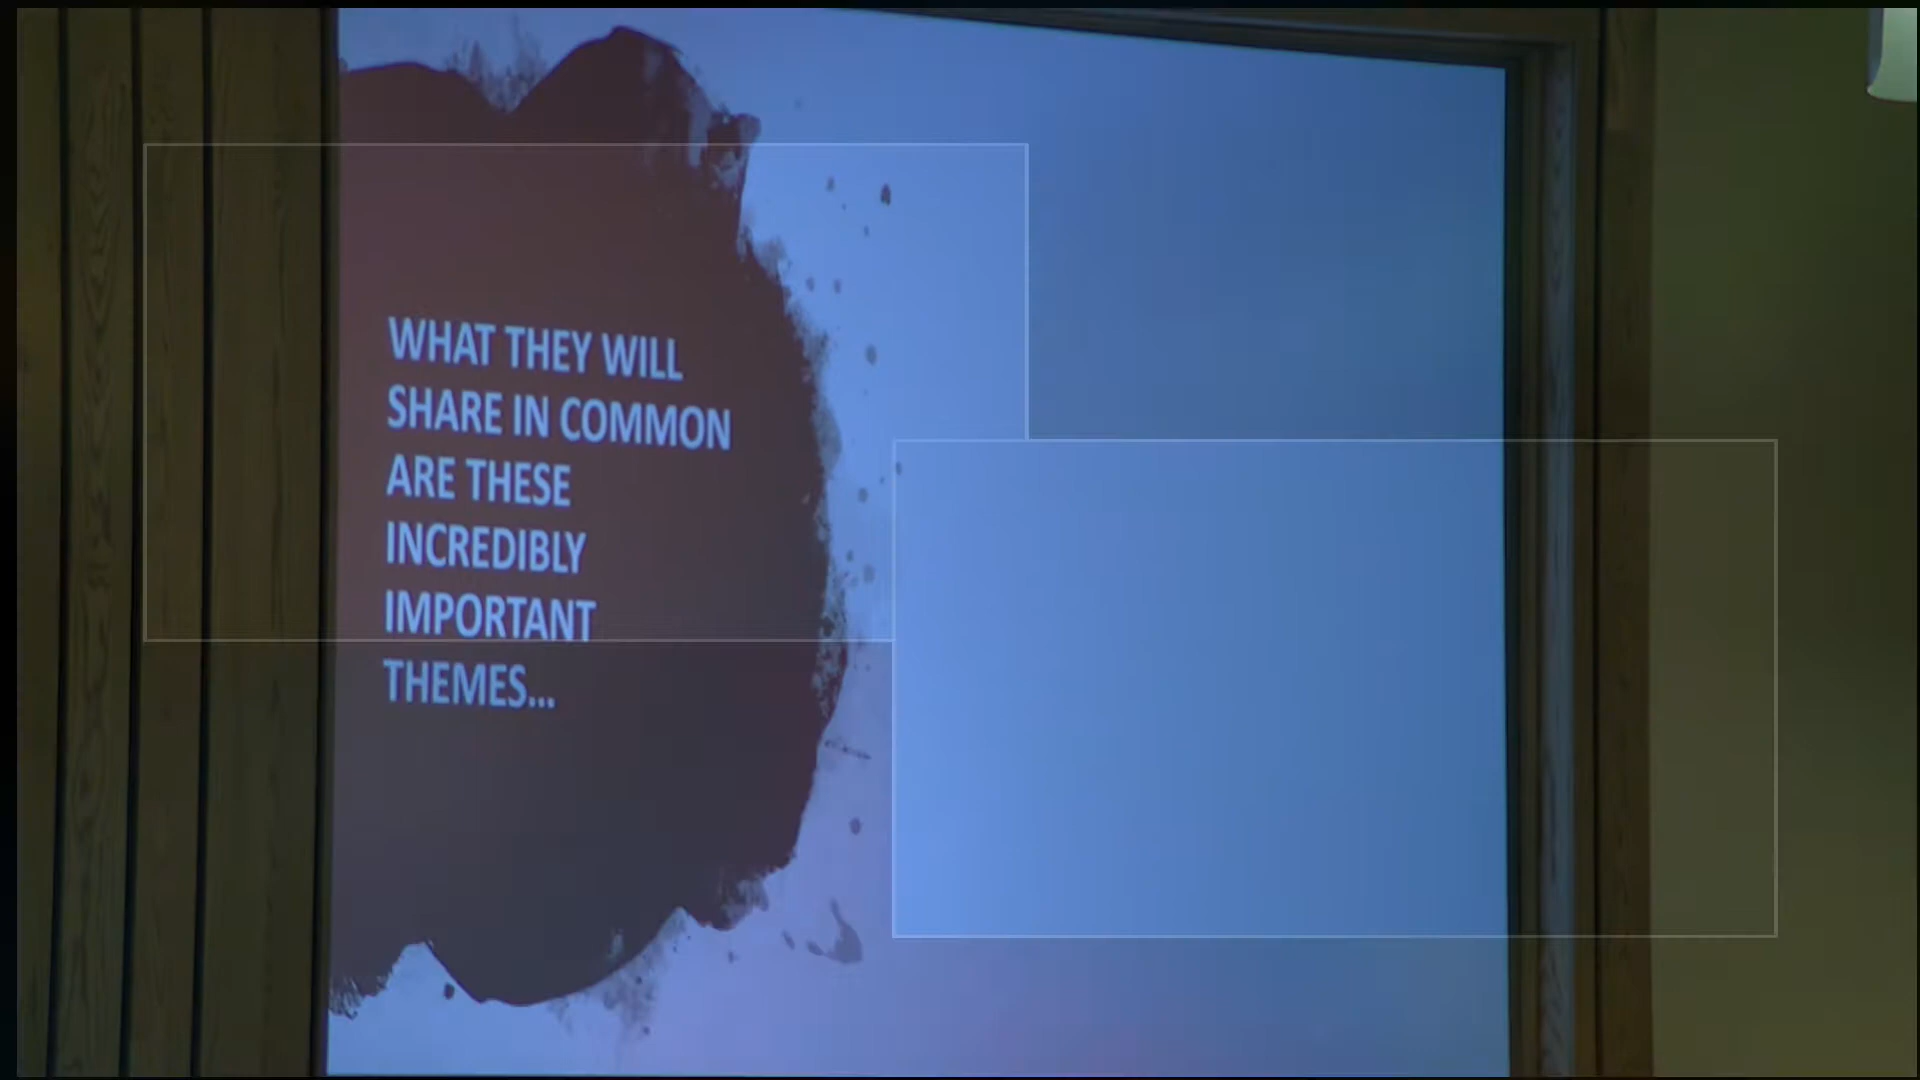 WHAT THEY WILL
SHARE IN COMMON
ARE THESE
INCREDIBLY
IMPORTANT
THEMES...